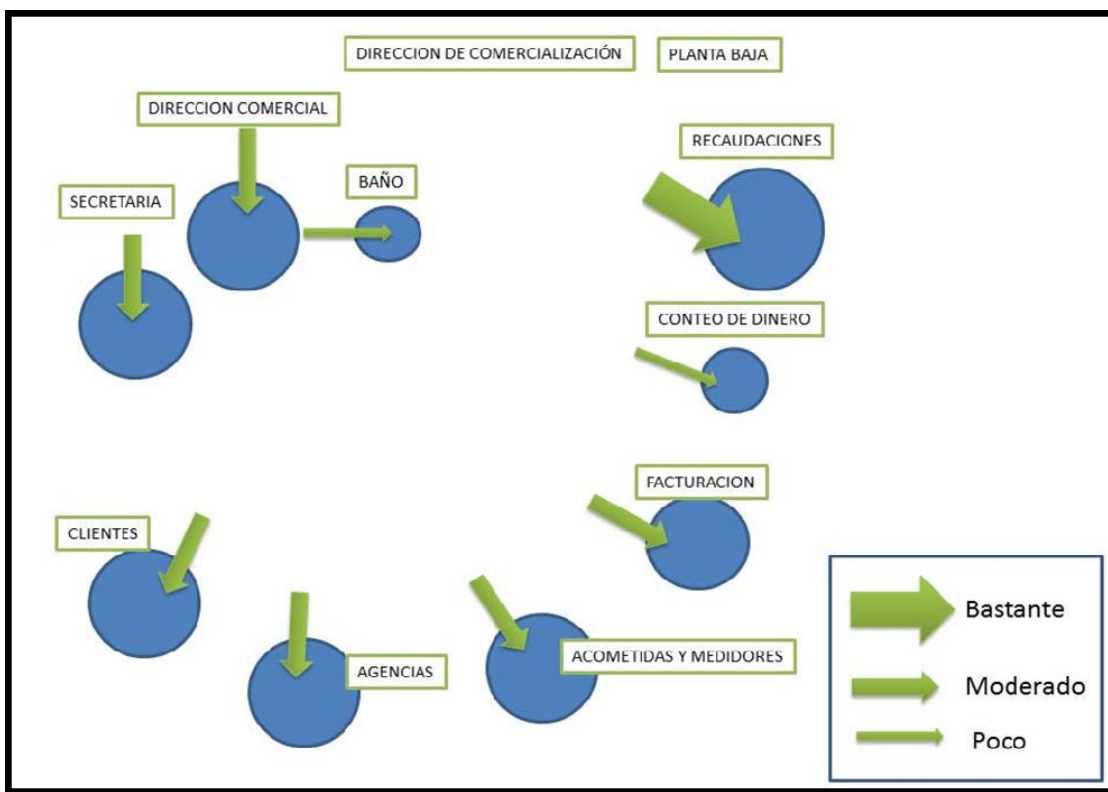 DIRECCION DE COMERCIALIZACIÓN
PLANTA BAJA
DIRECCION COMERCIAL
RECAUDACIONES
BAÑO
SECRETARIA
CONTEO DE DINERO
FACTURACION
CLIENTES
ACOMETIDAS Y MEDIDORES
AGENCIAS
Bastante
Moderado
Poco